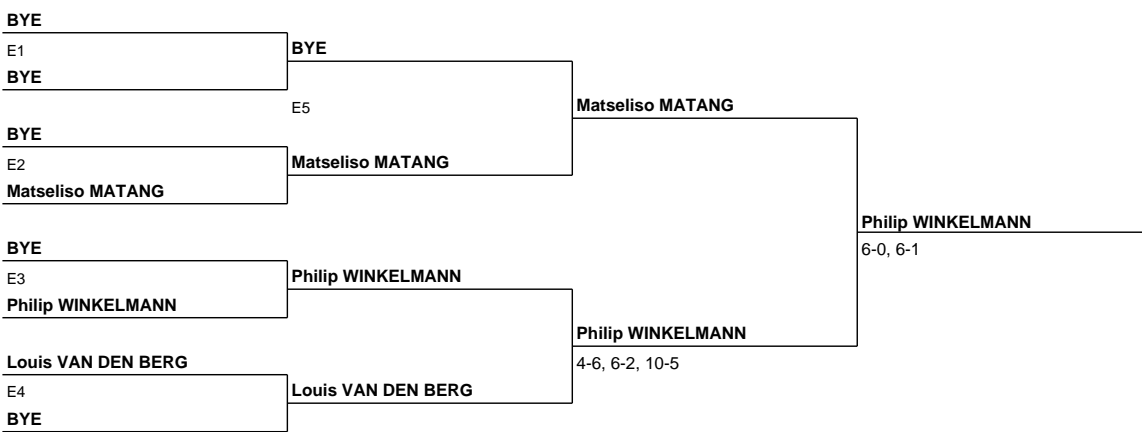 BYE
E1
BYE
BYE
E5
Matseliso MATANG
BYE
E2
Matseliso MATANG
Matseliso MATANG
Philip WINKELMANN
6-0, 6-1
BYE
E3
Philip WINKELMANN
Philip WINKELMANN
Philip WINKELMANN
4-6, 6-2, 10-5
Louis VAN DEN BERG
E4
Louis VAN DEN BERG
BYE